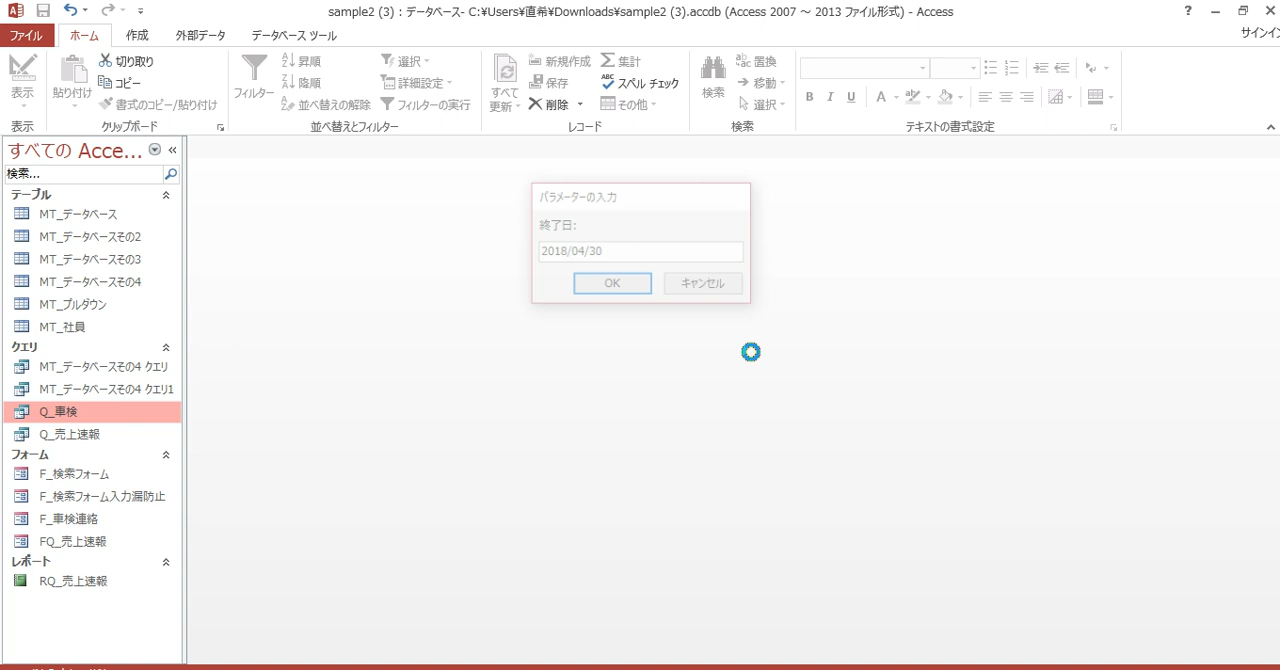 sample2 (3) : データベース- C:¥Users¥直希¥Downloads¥sample2 (3).accdb (Access 2007 ～ 2013 ファイル形式) - Access
ファイル ホーム 作成 外部データ データベース ツール サインイン
表示
表示
貼り付け
切り取り
コピー
書式のコピー/貼り付け
クリップボード
フィルター
昇順
降順
並べ替えの解除
選択
詳細設定
フィルターの実行
並べ替えとフィルター
すべて
更新
新規作成
保存
削除
集計
スペル チェック
その他
レコード
検索
置換
移動
選択
検索
B I U A
テキストの書式設定
すべての Acce...
検索...
テーブル
MT_データベース
MT_データベースその2
MT_データベースその3
MT_データベースその4
MT_プルダウン
MT_社員
クエリ
MT_データベースその4 クエリ
MT_データベースその4 クエリ1
Q_車検
Q_売上速報
フォーム
F_検索フォーム
F_検索フォーム入力漏防止
F_車検連絡
FQ_売上速報
レポート
RQ_売上速報
パラメーターの入力
終了日:
2018/04/30
OK キャンセル